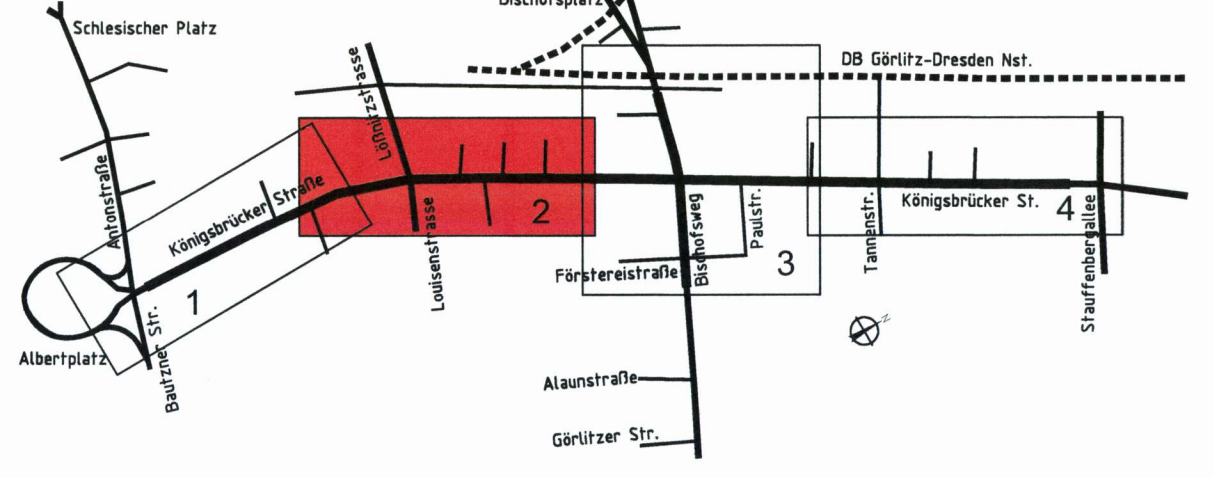 Bischofsplatz
Schlesischer Platz
DB Görlitz-Dresden Nst.
Lößnitzstrasse
Antonstraße
Königsbrücker Straße
2
Louisenstrasse
Bischofsweg
Paulstr.
3
Tannenstr.
Königsbrücker St.
4
Stauffenbergallee
Förstereistraße
1
N
Albertplatz
Bautzner Str.
Alaunstraße
Görlitzer Str.